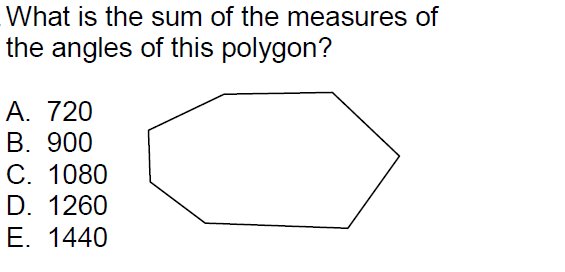 What is the sum of the measures of
the angles of this polygon?
A. 720
B. 900
C. 1080
D. 1260
E. 1440